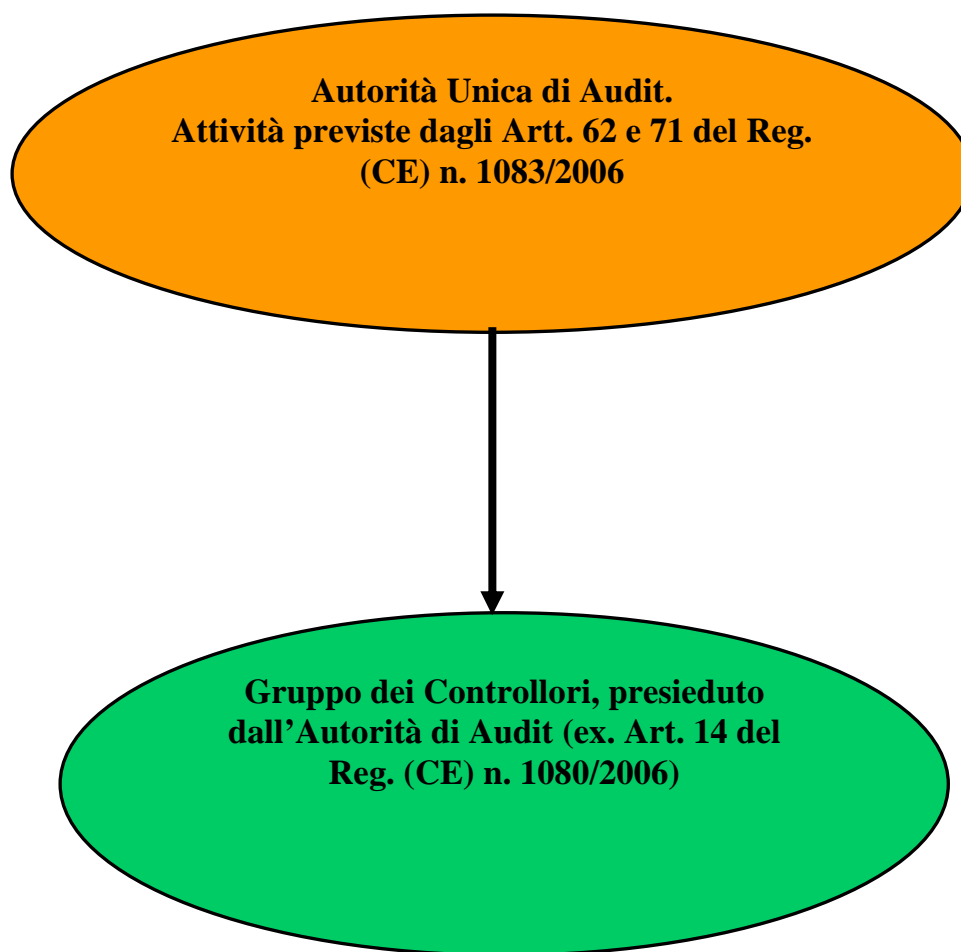 Autorità Unica di Audit.
Attività previste dagli Artt. 62 e 71 del Reg.
(CE) n. 1083/2006
Gruppo dei Controllori, presieduto
dall’Autorità di Audit (ex. Art. 14 del
Reg. (CE) n. 1080/2006)